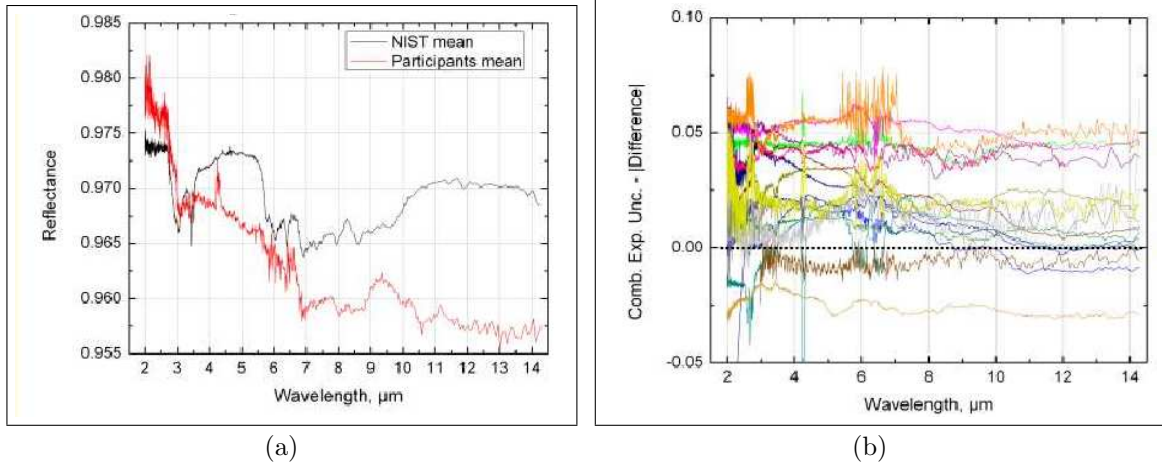 0.985
0.980
0.975
0.970
0.965
0.960
0.955
Reflectance
NIST mean
Participants mean
2 3 4 5 6 7 8 9 10 11 12 13 14
Wavelength, μm
(a)
0.10
0.05
0.00
-0.05
Comb. Exp. Unc. - |Difference|
2 4 6 8 10 12 14
Wavelength, μm
(b)